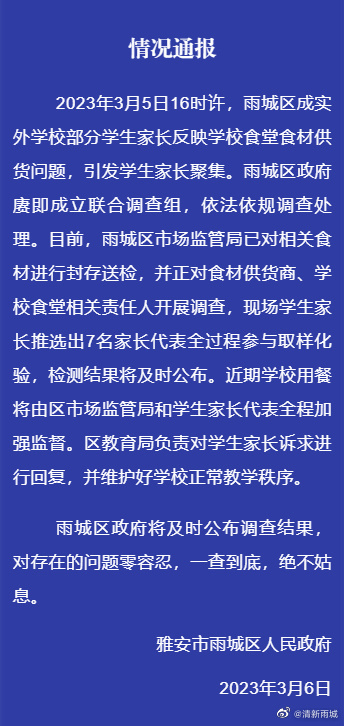 情况通报
2023年3月5日16时许，雨城区成实
外学校部分学生家长反映学校食堂食材供
货问题，引发学生家长聚集。雨城区政府
赓即成立联合调查组，依法依规调查处
理。目前，雨城区市场监管局已对相关食
材进行封存送检，并正对食材供货商、学
校食堂相关责任人开展调查，现场学生家
长推选出7名家长代表全过程参与取样化
验，检测结果将及时公布。近期学校用餐
将由区市场监管局和学生家长代表全程加
强监督。区教育局负责对学生家长诉求进
行回复，并维护好学校正常教学秩序。
雨城区政府将及时公布调查结果，
对存在的问题零容忍，一查到底，绝不姑
息。
雅安市雨城区人民政府
2023年3月6日
@清新雨城